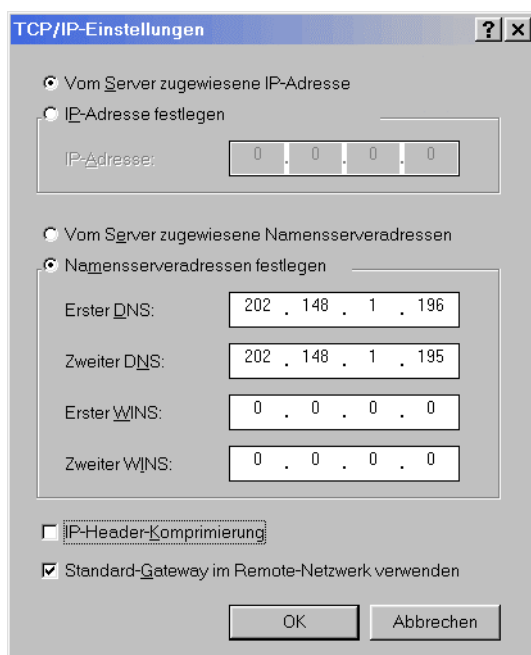 TCP/IP-Einstellungen
Vom Server zugewiesene IP-Adresse
IP-Adresse festlegen
IP-Adresse: 0 . 0 . 0 . 0
Vom Server zugewiesene Namensserveradressen
Namensserveradressen festlegen
Erster DNS: 202 . 148 . 1 . 196
Zweiter DNS: 202 . 148 . 1 . 195
Erster WINS: 0 . 0 . 0 . 0
Zweiter WINS: 0 . 0 . 0 . 0
IP-Header-Komprimierung
Standard-Gateway im Remote-Netzwerk verwenden
OK Abbrechen